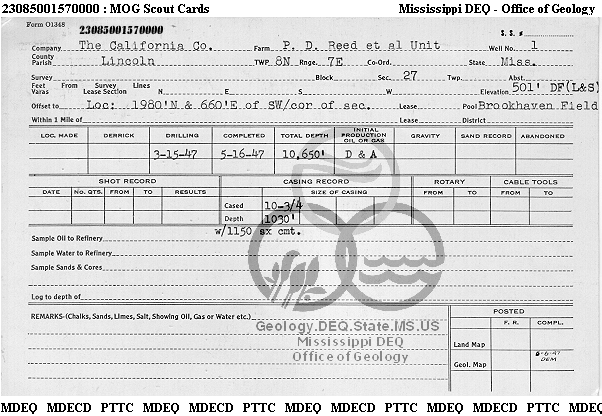 23085001570000 : MOG Scout Cards Mississippi DEQ - Office of Geology
Form O1348 23085001570000 S. S. #
Company The California Co. Farm P. D. Reed et al Unit Well No. 1
County Parish Lincoln TWP 8N Rnge. 7E Co-Ord. State Miss.
Survey Block Sec. 27 Twp. Abst.
Feet From Survey Lines
Varas Lease Section N E S W Elevation 501' DF(L&S)
Offset to Loc: 1980'N & 660'E of SW/cor of sec. Lease Pool Brookhaven Field
Within 1 Mile of Lease District
LOC. MADE DERRICK DRILLING COMPLETED TOTAL DEPTH INITIAL PRODUCTION OIL OR GAS GRAVITY SAND RECORD ABANDONED
3-15-47 5-16-47 10,650' D & A
SHOT RECORD CASING RECORD ROTARY CABLE TOOLS
DATE No. QTS. FROM TO RESULTS SIZE OF CASING FROM TO FROM TO
Cased 10-3/4
Depth 1030'
w/1150 sx cmt.
Sample Oil to Refinery
Sample Water to Refinery
Sample Sands & Cores
Log to depth of
REMARKS-(Chalks, Sands, Limes, Salt, Showing Oil, Gas or Water etc.) POSTED
F. R. COMPL.
Geology.DEQ.State.MS.US
Mississippi DEQ Land Map
Office of Geology Geol. Map
6-6-47
DEM
MDEQ MDECD PTTC MDEQ MDECD PTTC MDEQ MDECD PTTC MDEQ MDECD PTTC MDEQ